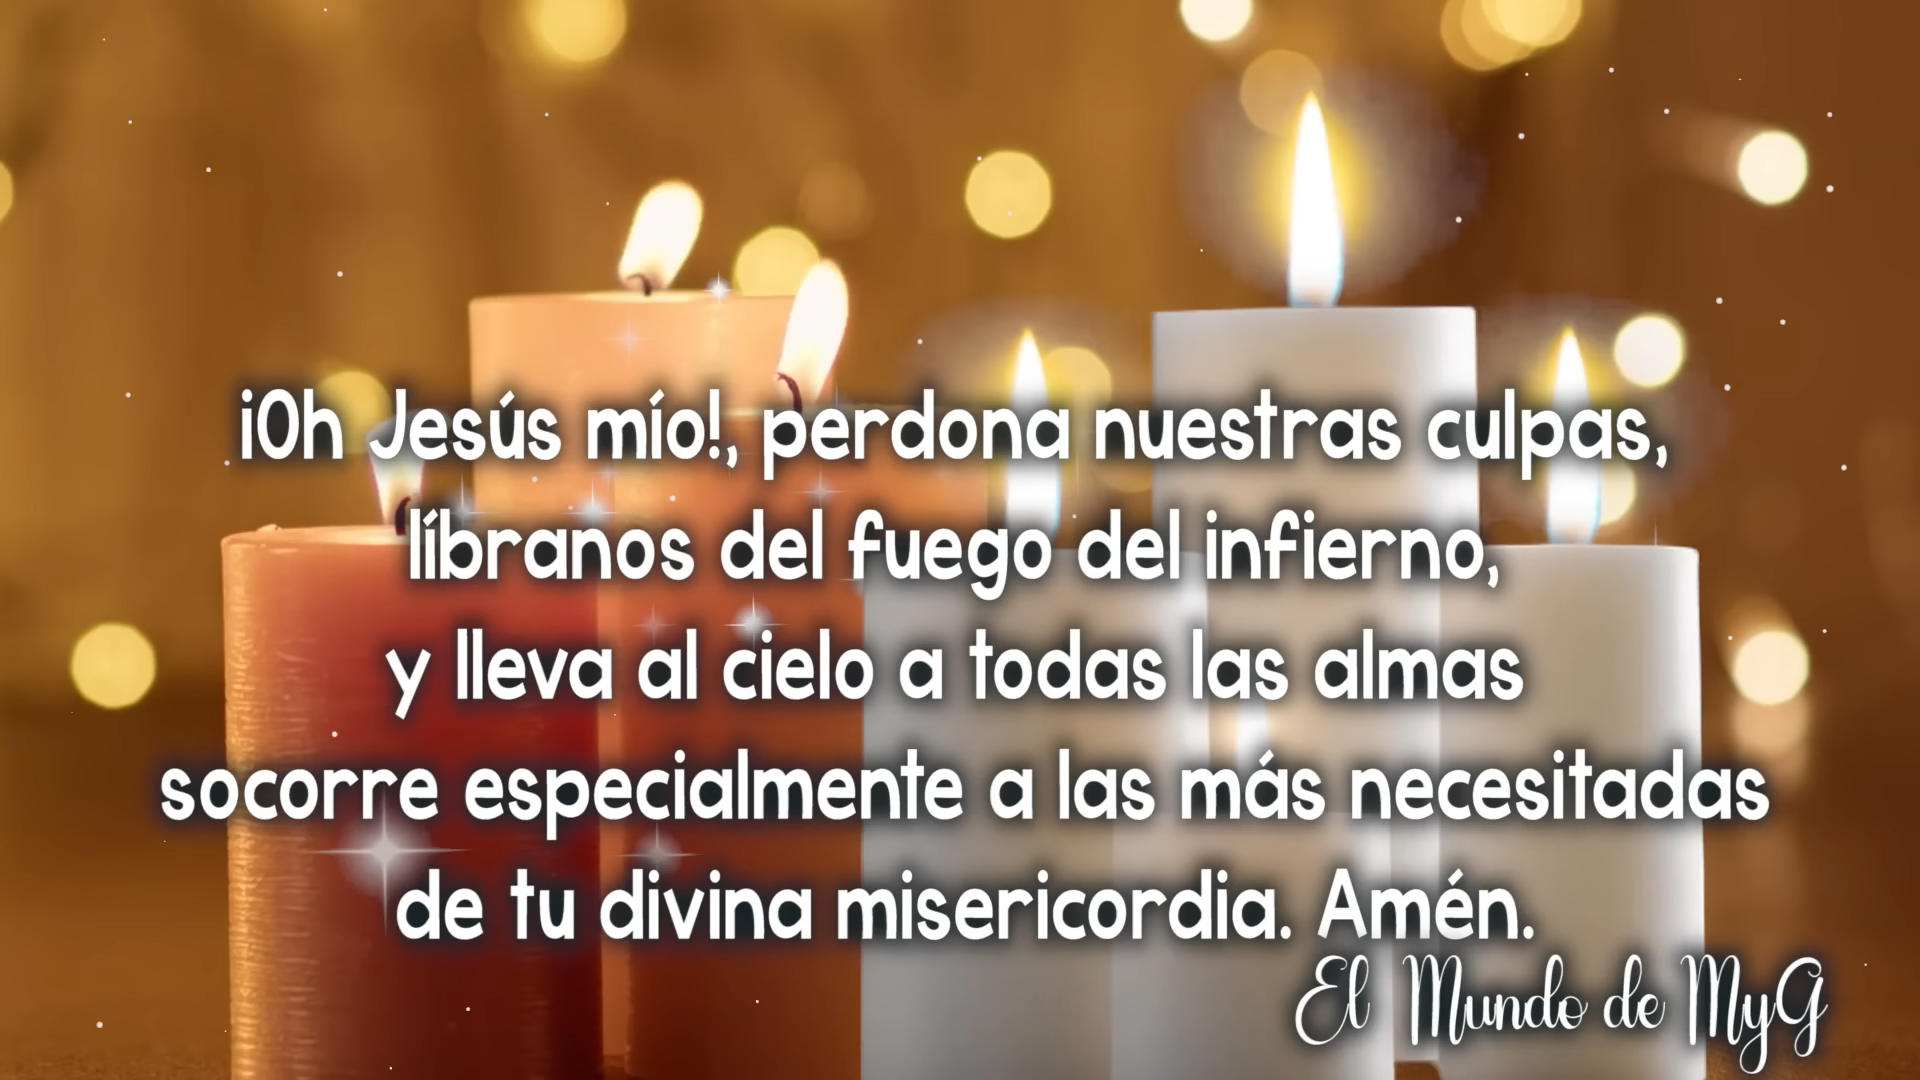 ¡Oh Jesús mío!, perdona nuestras culpas,
líbranos del fuego del infierno,
y lleva al cielo a todas las almas
socorre especialmente a las más necesitadas
de tu divina misericordia. Amén.
El Mundo de MyG